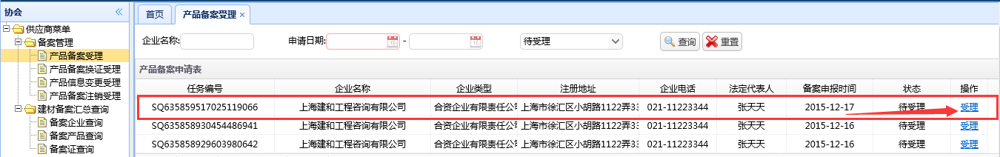 协会
供应商菜单
备案管理
产品备案受理
产品备案换证受理
产品信息变更受理
产品备案注销受理
建材备案汇总查询
备案企业查询
备案产品查询
备案证查询
首页 产品备案受理 ×
企业名称: 申请日期: - 待受理 查询 重置
产品备案申请表
任务编号 企业名称 企业类型 注册地址 企业电话 法定代表人 备案申报时间 状态 操作
SQ635859517025119066 上海建和工程咨询有限公司 合资企业有限责任公 上海市徐汇区小胡路1122弄33 021-11223344 张天天 2015-12-17 待受理 受理
SQ635858930454486941 上海建和工程咨询有限公司 合资企业有限责任公 上海市徐汇区小胡路1122弄33 021-11223344 张天天 2015-12-16 待受理 受理
SQ635858929603980642 上海建和工程咨询有限公司 合资企业有限责任公 上海市徐汇区小胡路1122弄33 021-11223344 张天天 2015-12-16 待受理 受理